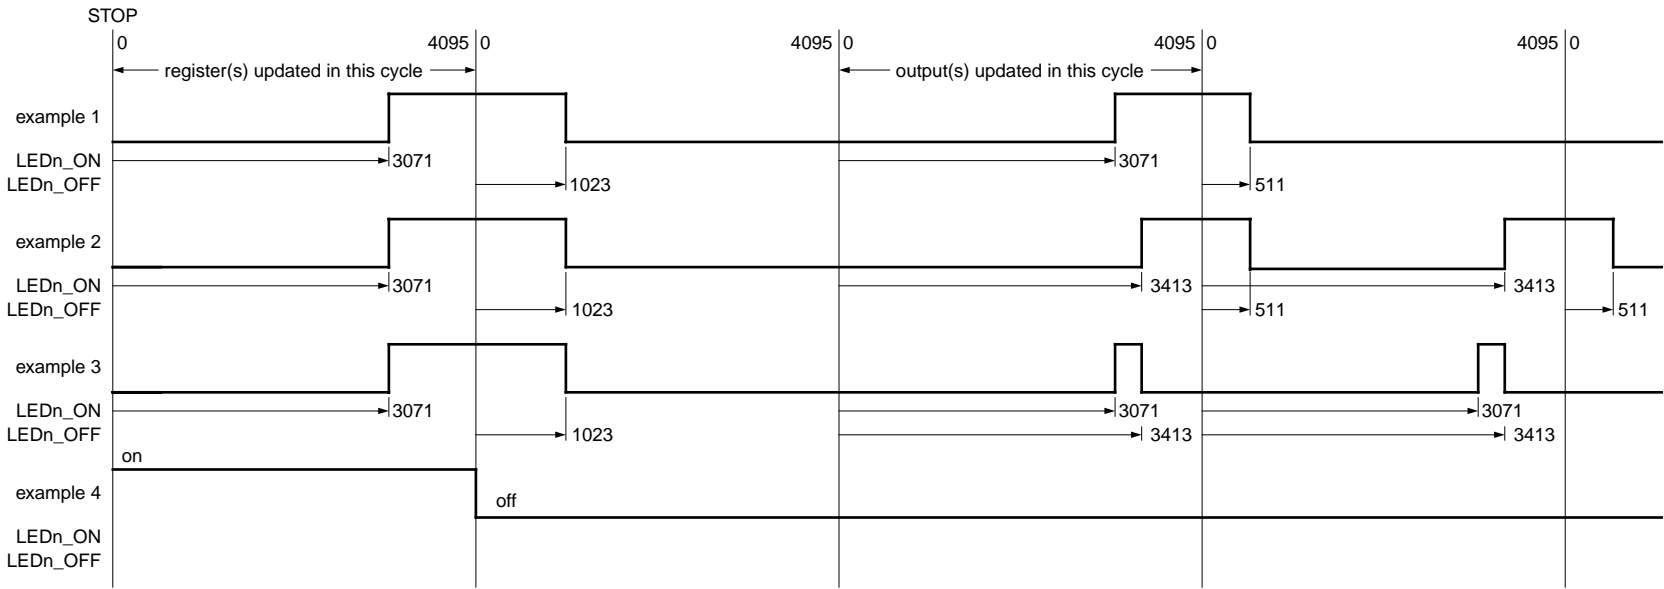 STOP
0 4095 0 4095 0 4095 0 4095 0
register(s) updated in this cycle output(s) updated in this cycle
example 1
LEDn_ON 3071 3071
LEDn_OFF 1023 511
example 2
LEDn_ON 3071 3413 3413
LEDn_OFF 1023 511 511
example 3
LEDn_ON 3071 3071 3071
LEDn_OFF 1023 3413 3413
on
example 4 off
LEDn_ON
LEDn_OFF